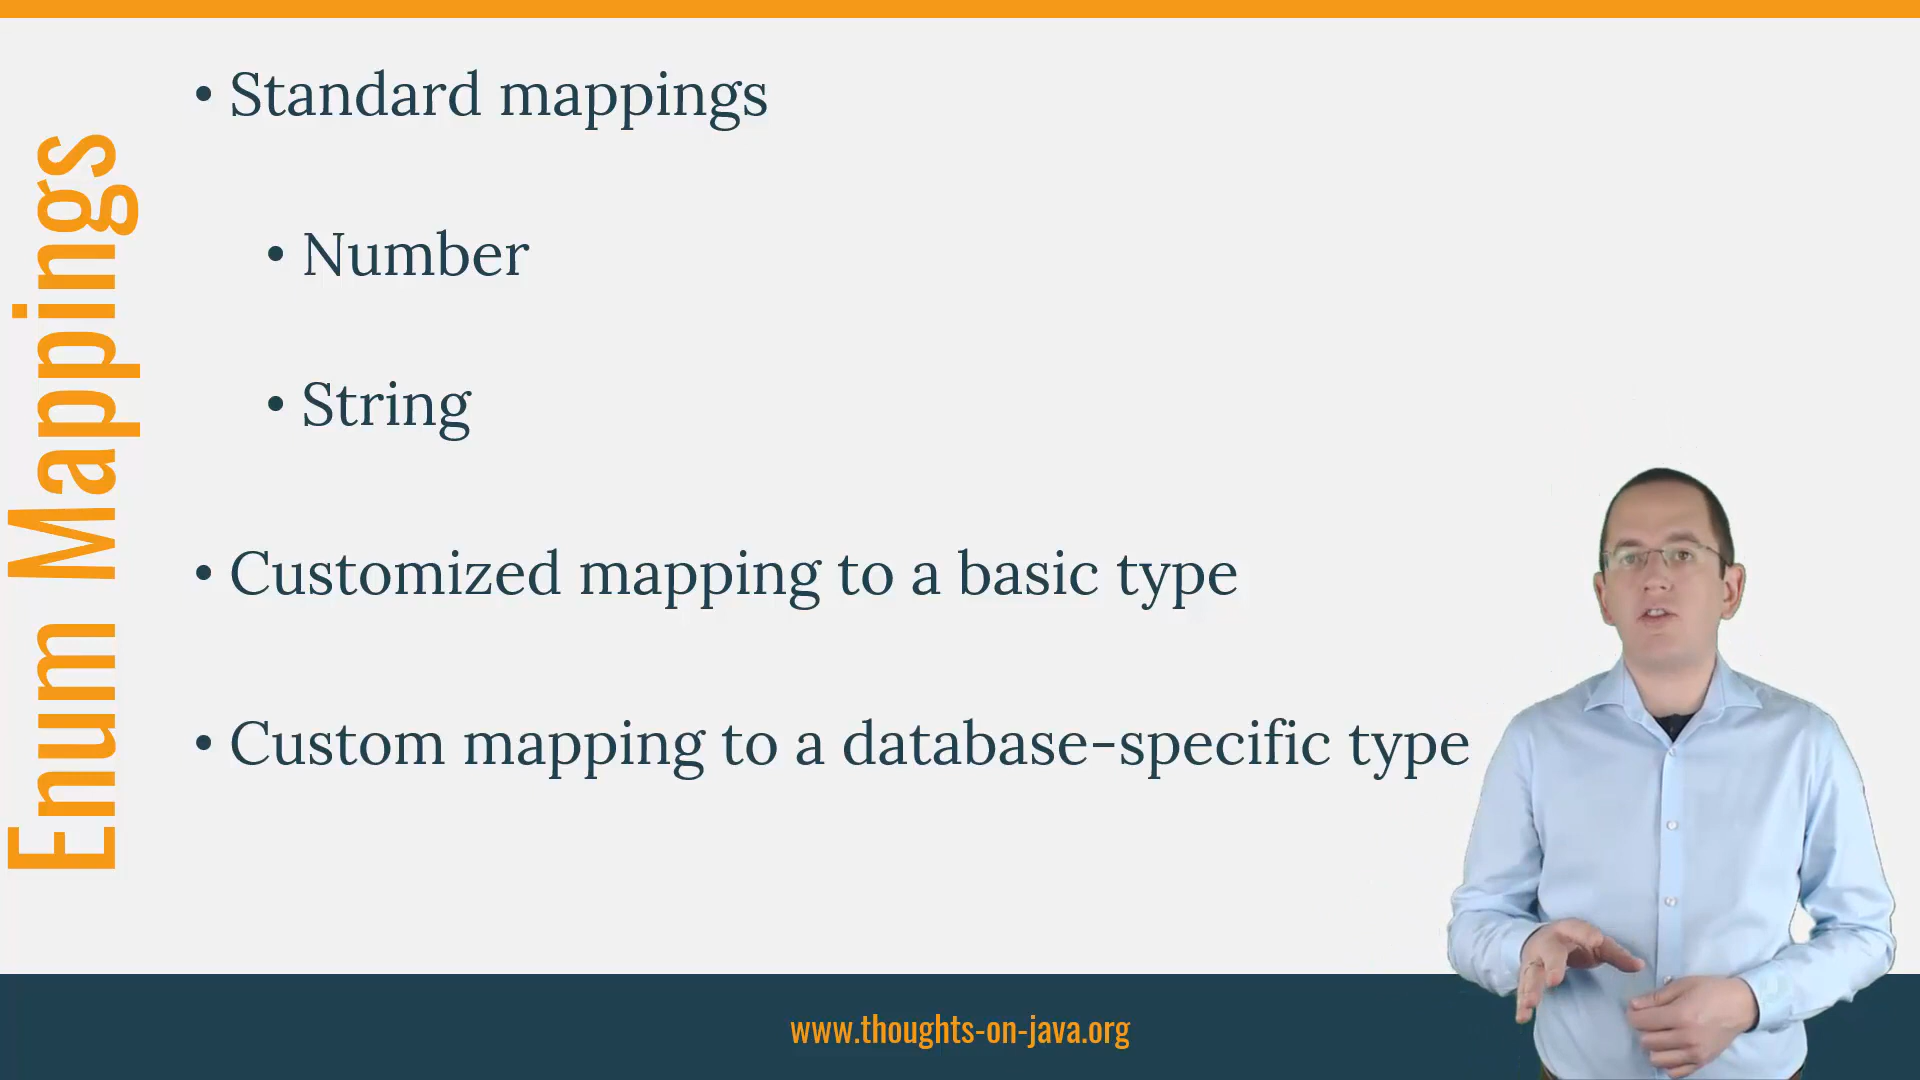 Enum Mappings
• Standard mappings
• Number
• String
• Customized mapping to a basic type
• Custom mapping to a database-specific type
www.thoughts-on-java.org